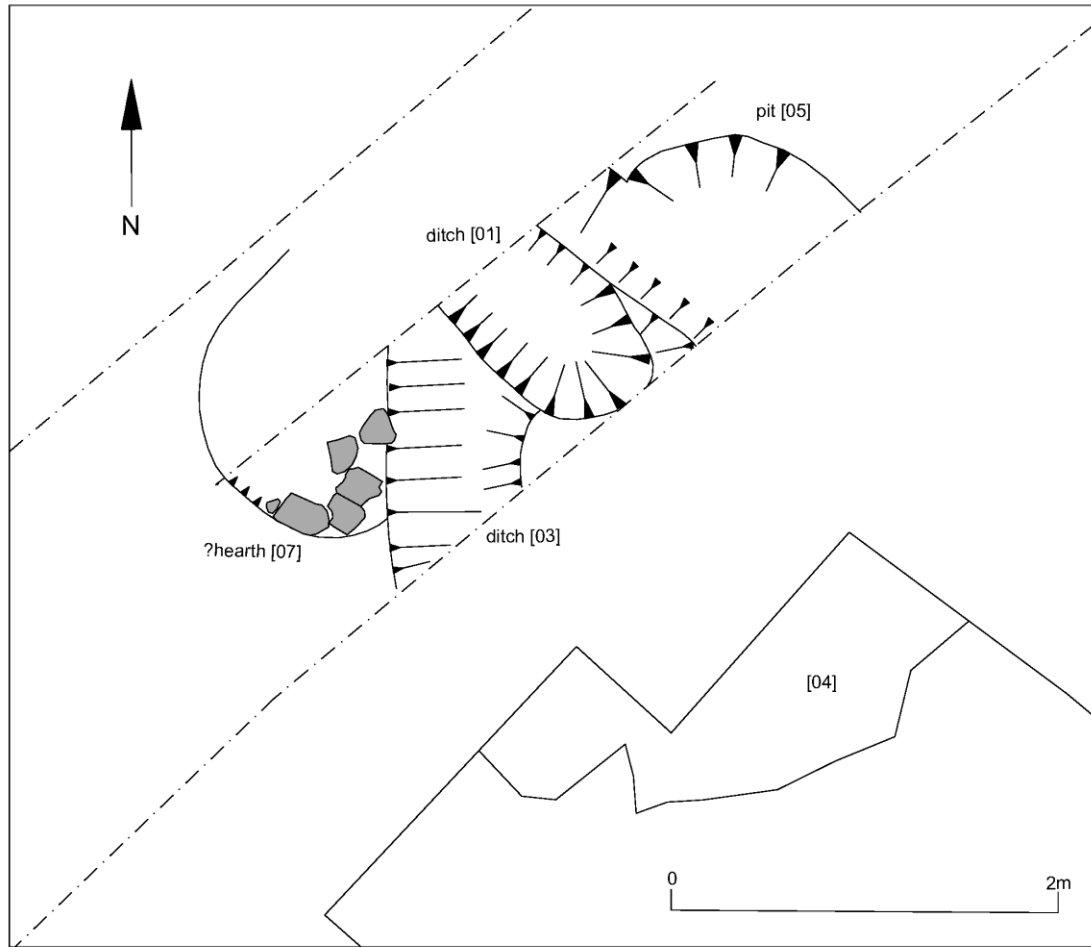 pit [05]
N
ditch [01]
ditch [03]
?hearth [07]
[04]
0 2m